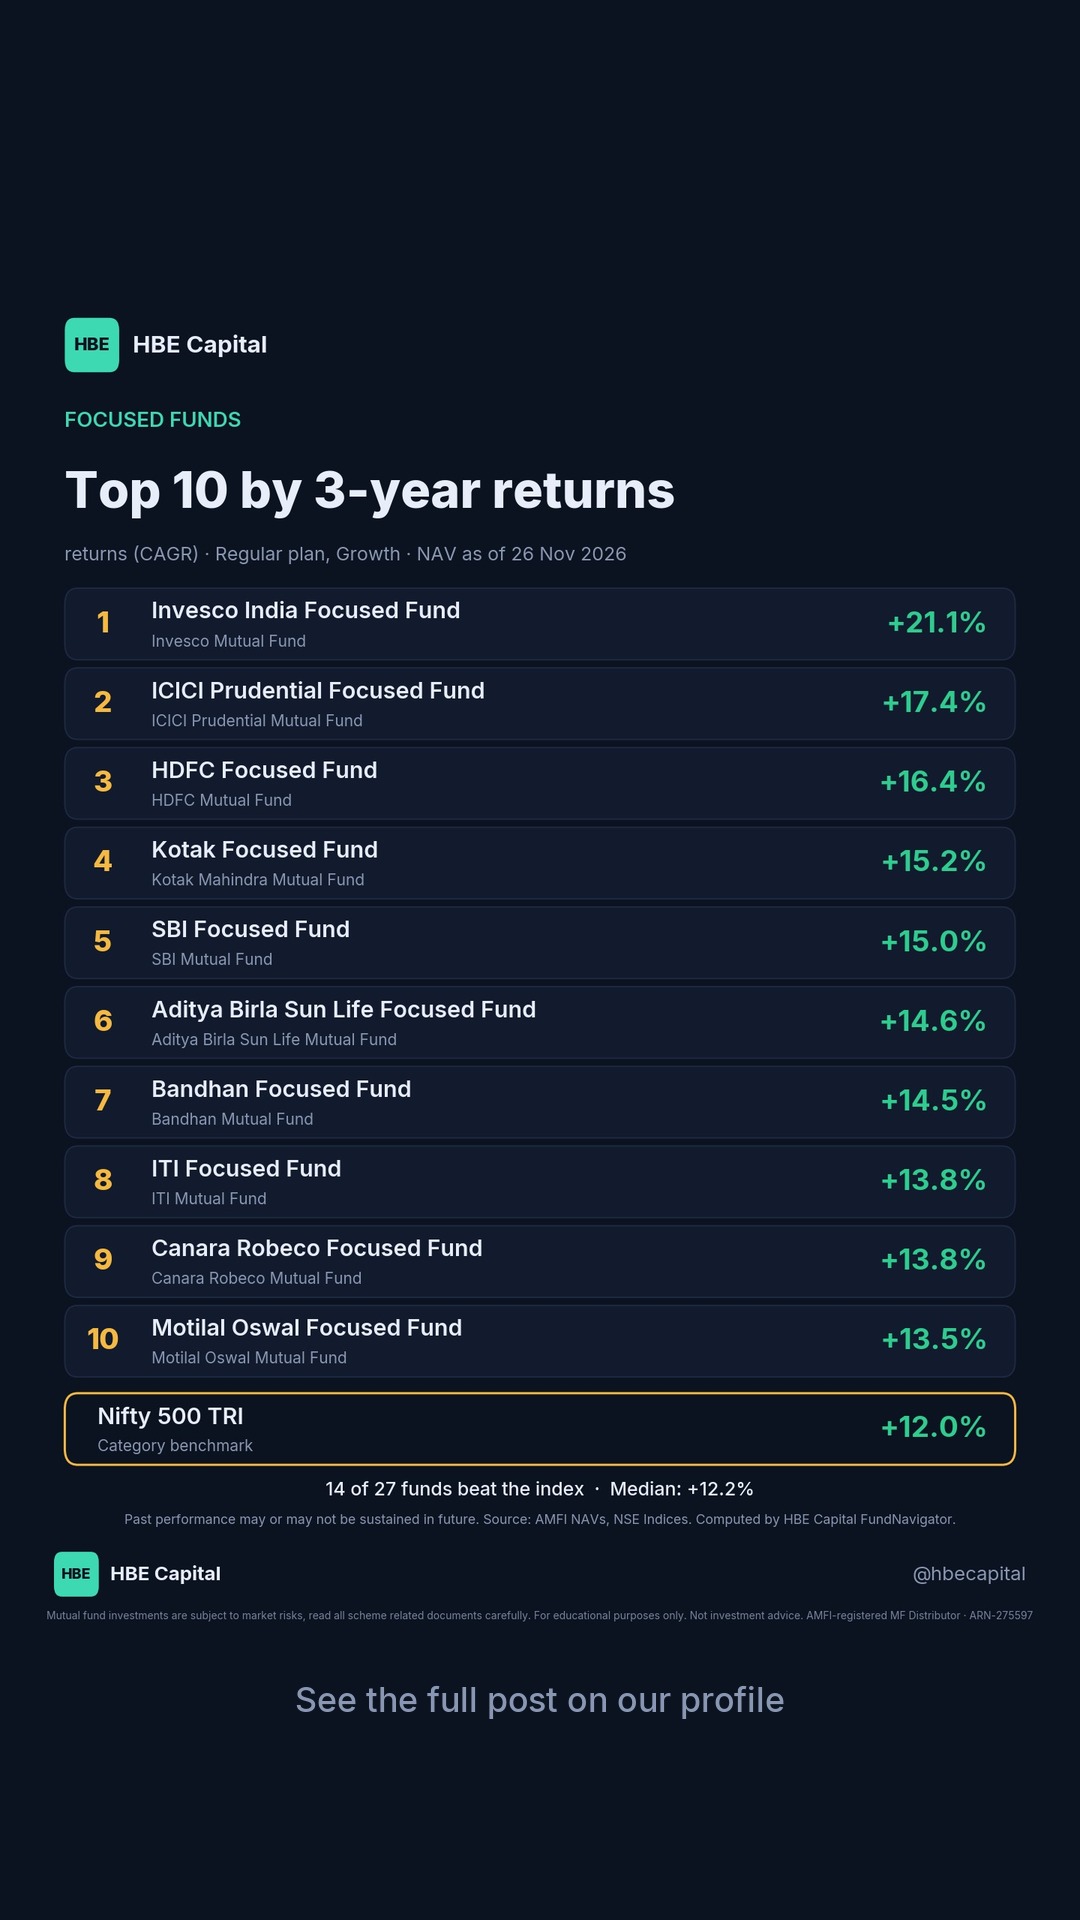 HBE HBE Capital
FOCUSED FUNDS
Top 10 by 3-year returns
returns (CAGR) · Regular plan, Growth · NAV as of 26 Nov 2026
1 Invesco India Focused Fund +21.1%
Invesco Mutual Fund
2 ICICI Prudential Focused Fund +17.4%
ICICI Prudential Mutual Fund
3 HDFC Focused Fund +16.4%
HDFC Mutual Fund
4 Kotak Focused Fund +15.2%
Kotak Mahindra Mutual Fund
5 SBI Focused Fund +15.0%
SBI Mutual Fund
6 Aditya Birla Sun Life Focused Fund +14.6%
Aditya Birla Sun Life Mutual Fund
7 Bandhan Focused Fund +14.5%
Bandhan Mutual Fund
8 ITI Focused Fund +13.8%
ITI Mutual Fund
9 Canara Robeco Focused Fund +13.8%
Canara Robeco Mutual Fund
10 Motilal Oswal Focused Fund +13.5%
Motilal Oswal Mutual Fund
Nifty 500 TRI +12.0%
Category benchmark
14 of 27 funds beat the index · Median: +12.2%
Past performance may or may not be sustained in future. Source: AMFI NAVs, NSE Indices. Computed by HBE Capital FundNavigator.
HBE HBE Capital @hbecapital
Mutual fund investments are subject to market risks, read all scheme related documents carefully. For educational purposes only. Not investment advice. AMFI-registered MF Distributor · ARN-275597
See the full post on our profile